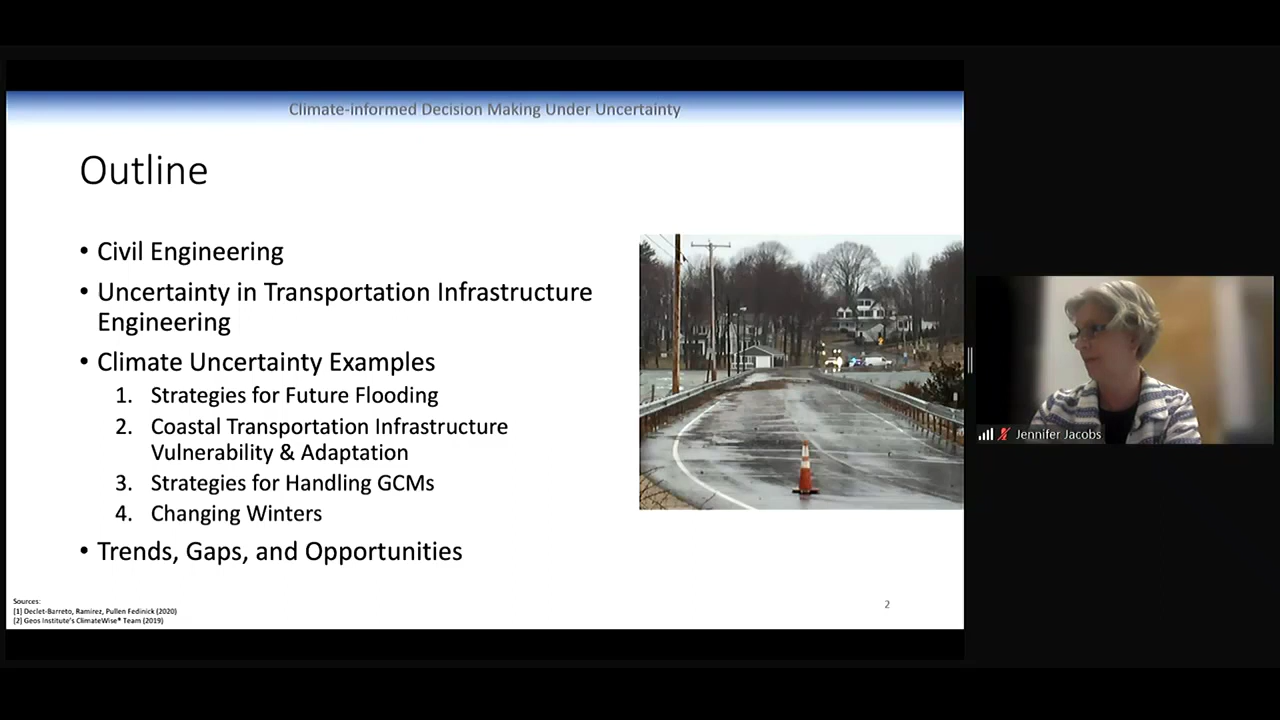 Climate-informed Decision Making Under Uncertainty
Outline
• Civil Engineering
• Uncertainty in Transportation Infrastructure
Engineering
• Climate Uncertainty Examples
1. Strategies for Future Flooding
2. Coastal Transportation Infrastructure
Vulnerability & Adaptation
3. Strategies for Handling GCMs
4. Changing Winters
• Trends, Gaps, and Opportunities
Sources:
[1] Declet-Barreto, Ramirez, Pullen Fedinick (2020)
[2] Geos Institute's ClimateWise® Team (2019)
2
Jennifer Jacobs